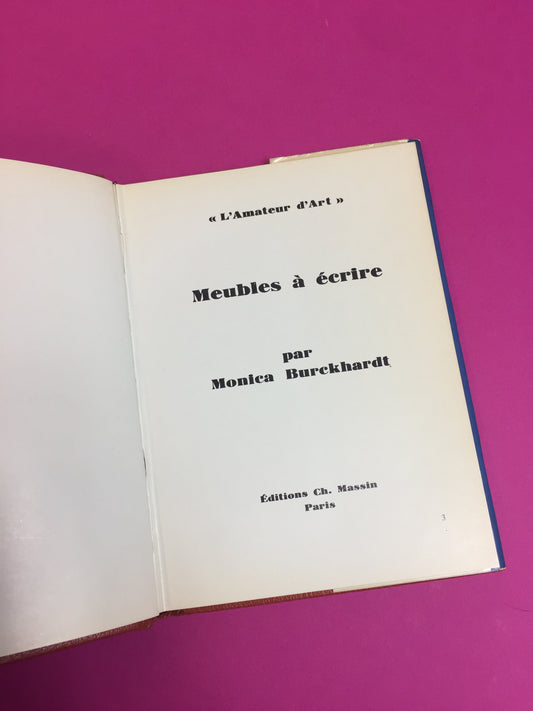 « L'Amateur d'Art »
Meubles à écrire
par
Monica Burckhardt
Éditions Ch. Massin
Paris
3